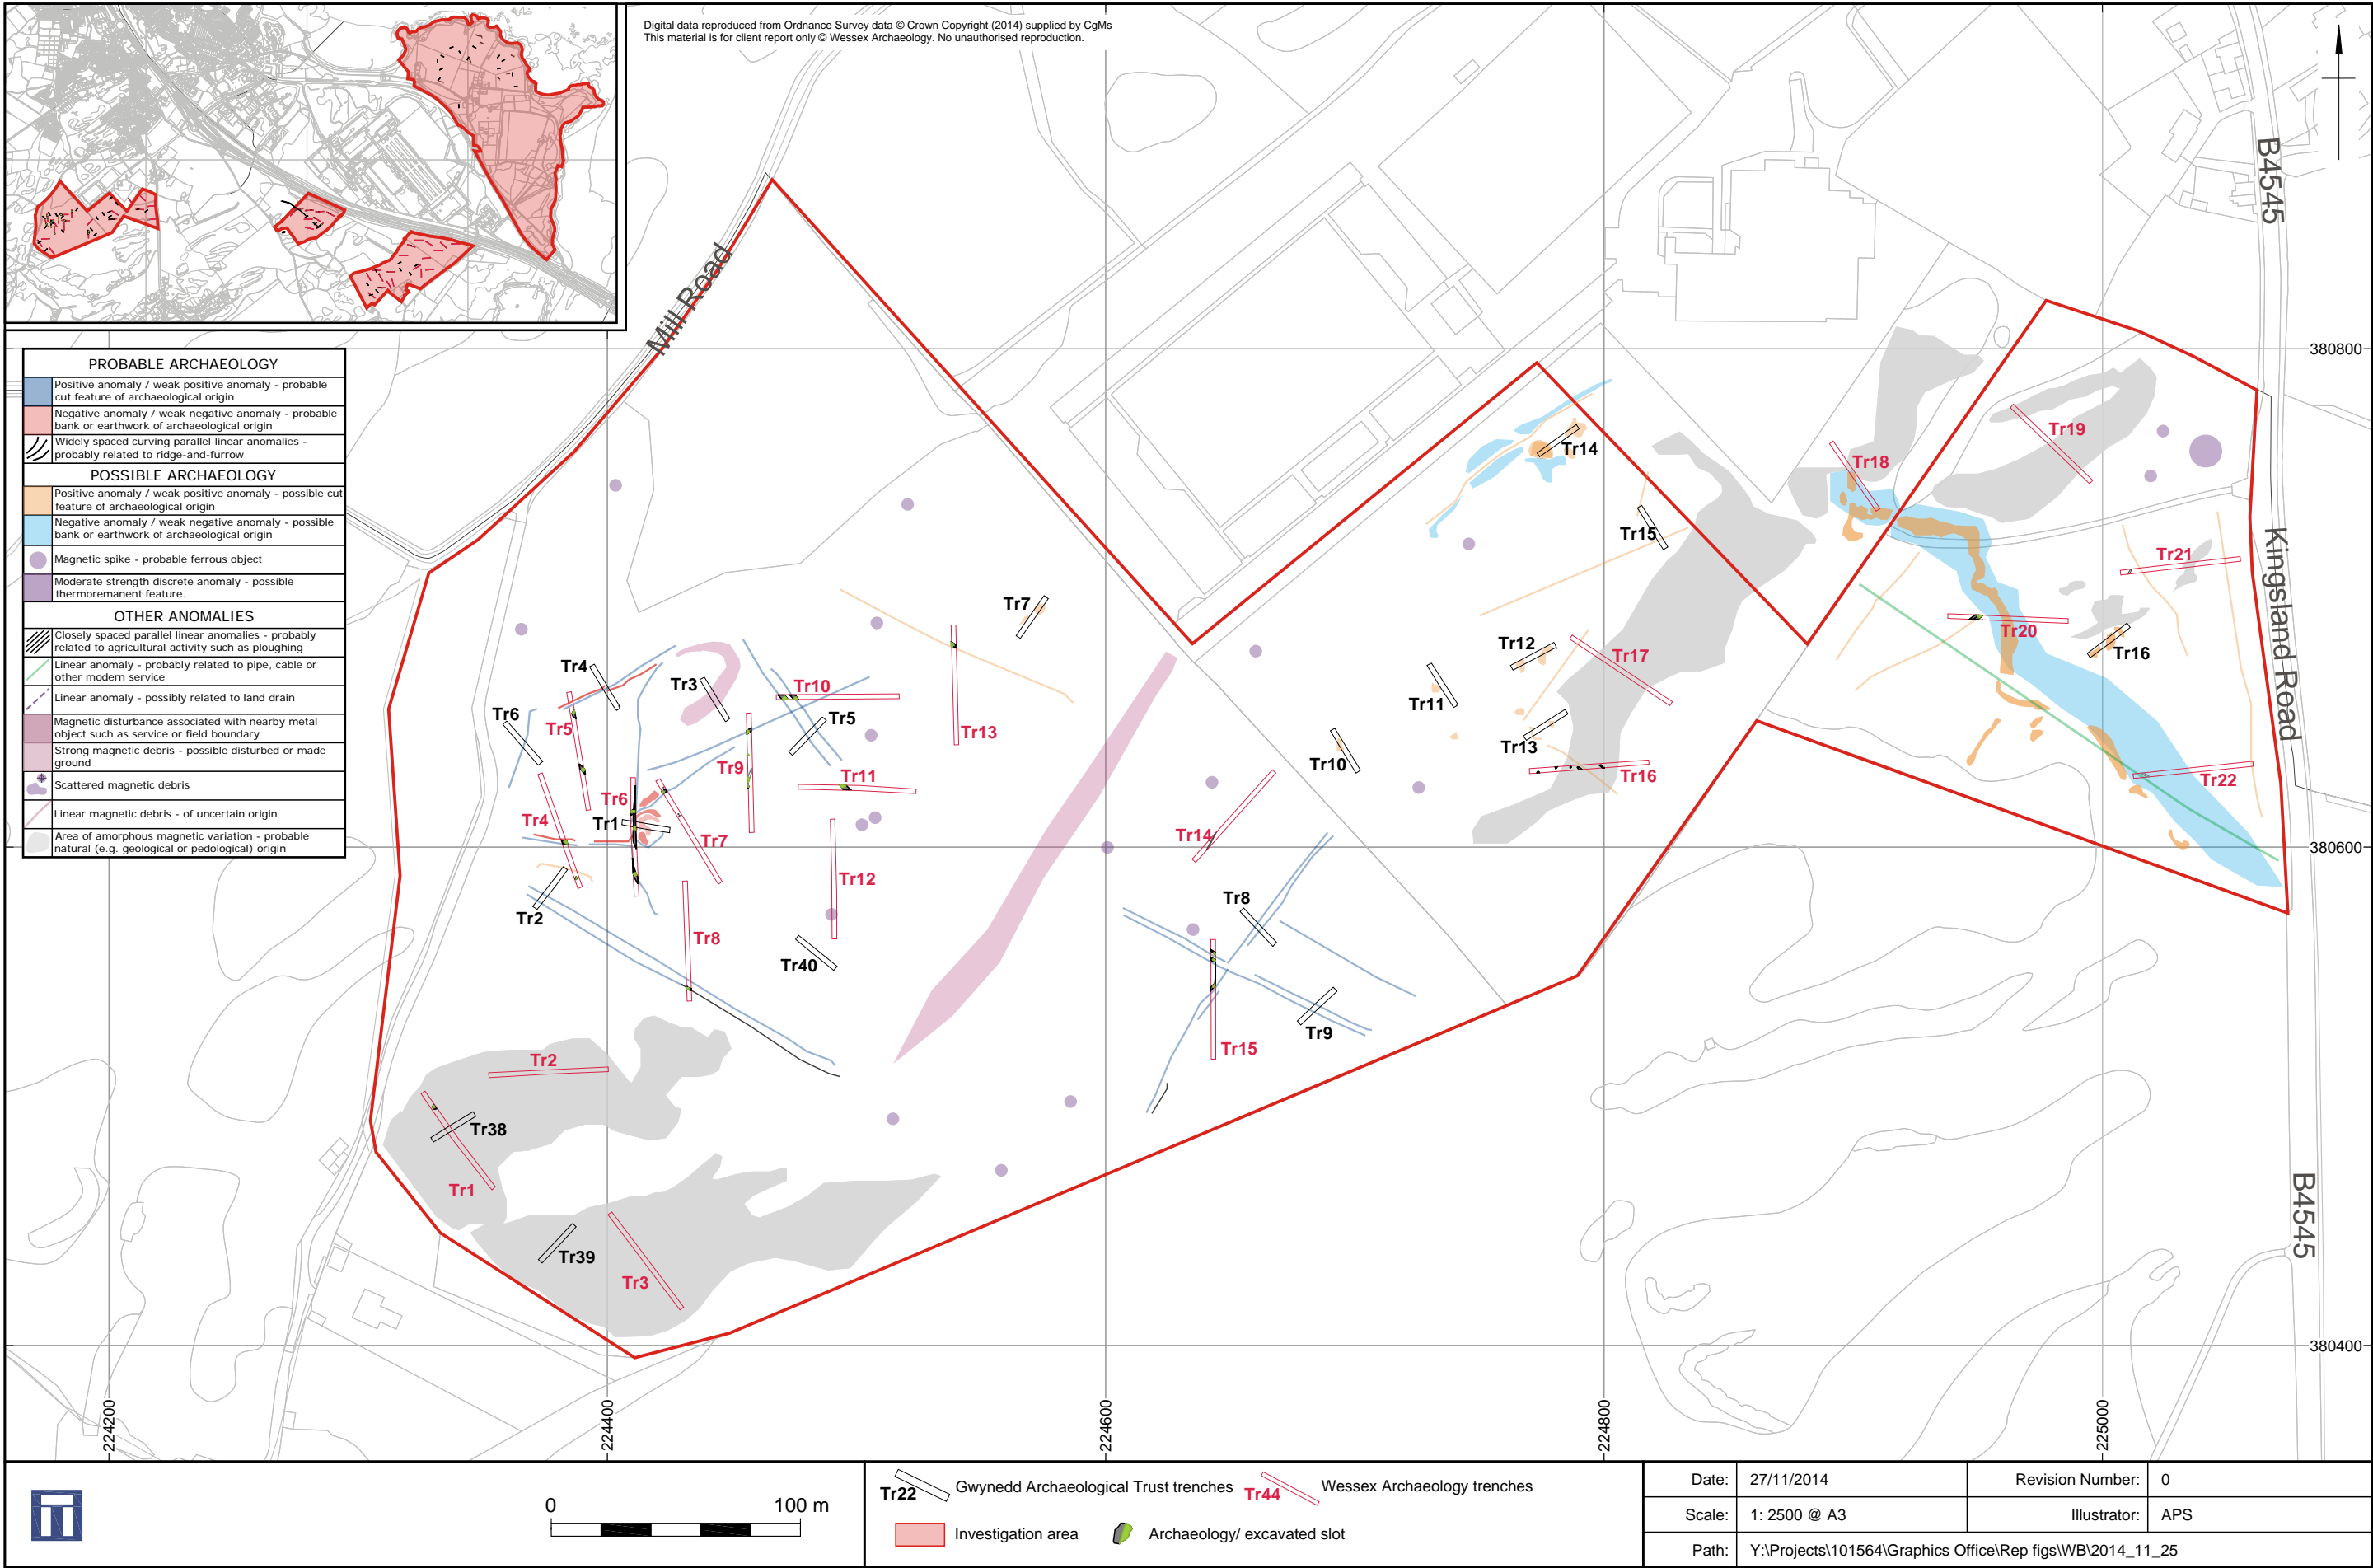 Digital data reproduced from Ordnance Survey data © Crown Copyright (2014) supplied by CgMs
This material is for client report only © Wessex Archaeology. No unauthorised reproduction.
B4545
Mill Road
380800
PROBABLE ARCHAEOLOGY
Positive anomaly / weak positive anomaly - probable
cut feature of archaeological origin
Negative anomaly / weak negative anomaly - probable
bank or earthwork of archaeological origin
Widely spaced curving parallel linear anomalies -
probably related to ridge-and-furrow
POSSIBLE ARCHAEOLOGY
Positive anomaly / weak positive anomaly - possible cut
feature of archaeological origin
Negative anomaly / weak negative anomaly - possible
bank or earthwork of archaeological origin
Magnetic spike - probable ferrous object
Moderate strength discrete anomaly - possible
thermoremanent feature.
OTHER ANOMALIES
Closely spaced parallel linear anomalies - probably
related to agricultural activity such as ploughing
Linear anomaly - probably related to pipe, cable or
other modern service
Linear anomaly - possibly related to land drain
Magnetic disturbance associated with nearby metal
object such as service or field boundary
Strong magnetic debris - possible disturbed or made
ground
Scattered magnetic debris
Linear magnetic debris - of uncertain origin
Area of amorphous magnetic variation - probable
natural (e.g. geological or pedological) origin
Tr19
Tr14
Tr18
Tr15
Tr21
Kingsland Road
Tr7
Tr20
Tr12
Tr16
Tr17
Tr4
Tr3
Tr10
Tr11
Tr6
Tr5
Tr5
Tr13
Tr13
Tr9
Tr10
Tr11
Tr16
Tr22
Tr6
Tr4
Tr1
Tr7
Tr14
380600
Tr12
Tr2
Tr8
Tr8
Tr40
Tr9
Tr15
Tr2
Tr38
Tr1
B4545
Tr39
Tr3
380400
224200
224400
224600
224800
225000
0
100 m
Tr22
Gwynedd Archaeological Trust trenches
Tr44
Wessex Archaeology trenches
Investigation area
Archaeology/ excavated slot
Date:
27/11/2014
Revision Number:
0
Scale:
1: 2500 @ A3
Illustrator:
APS
Path:
Y:\Projects\101564\Graphics Office\Rep figs\WB\2014_11_25